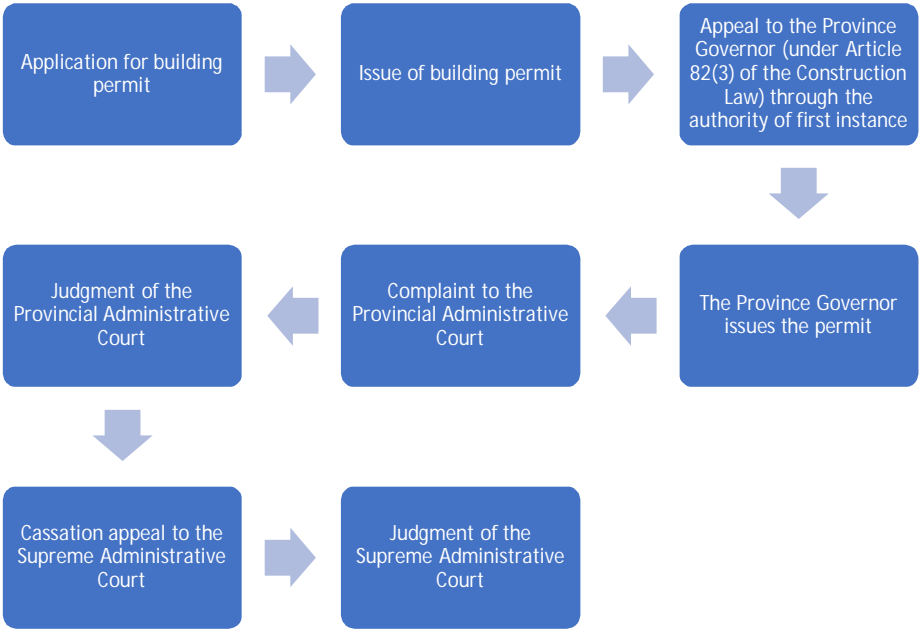 Application for building
permit
Issue of building permit
Appeal to the Province
Governor (under Article
82(3) of the Construction
Law) through the
authority of first instance
The Province Governor
issues the permit
Complaint to the
Provincial Administrative
Court
Judgment of the
Provincial Administrative
Court
Cassation appeal to the
Supreme Administrative
Court
Judgment of the
Supreme Administrative
Court